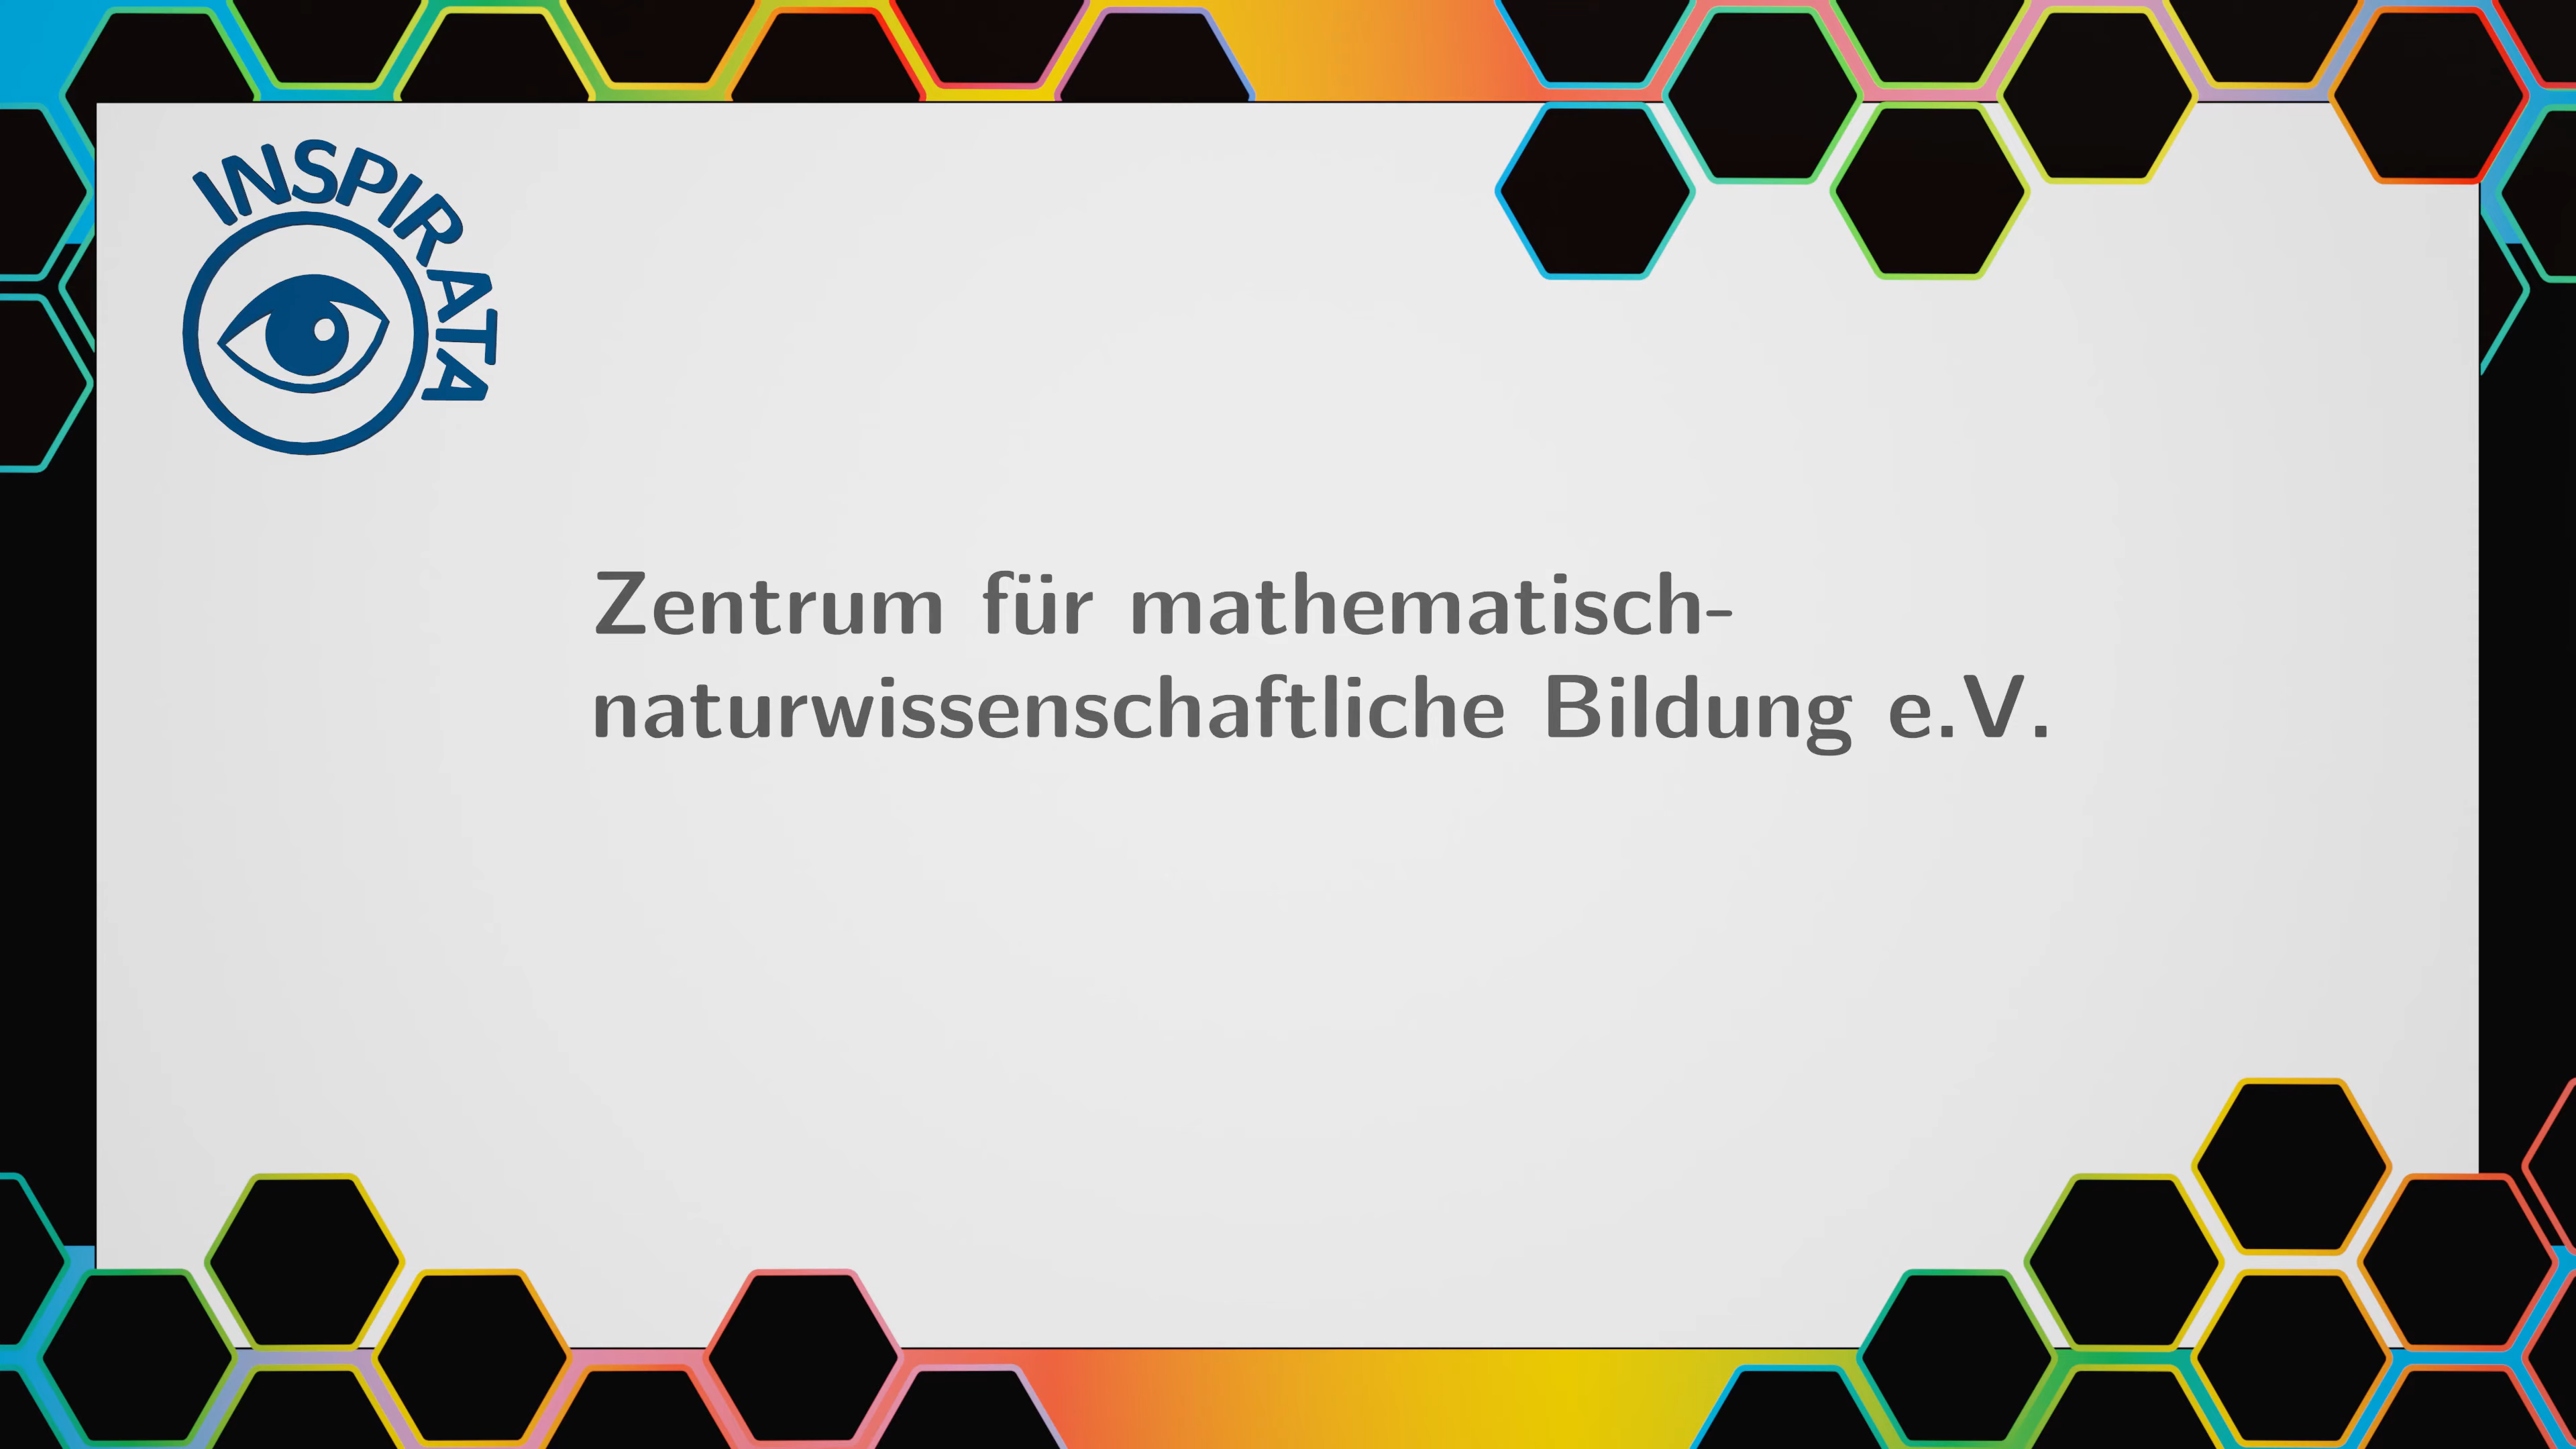 INSPIRATA
Zentrum für mathematisch-
naturwissenschaftliche Bildung e.V.